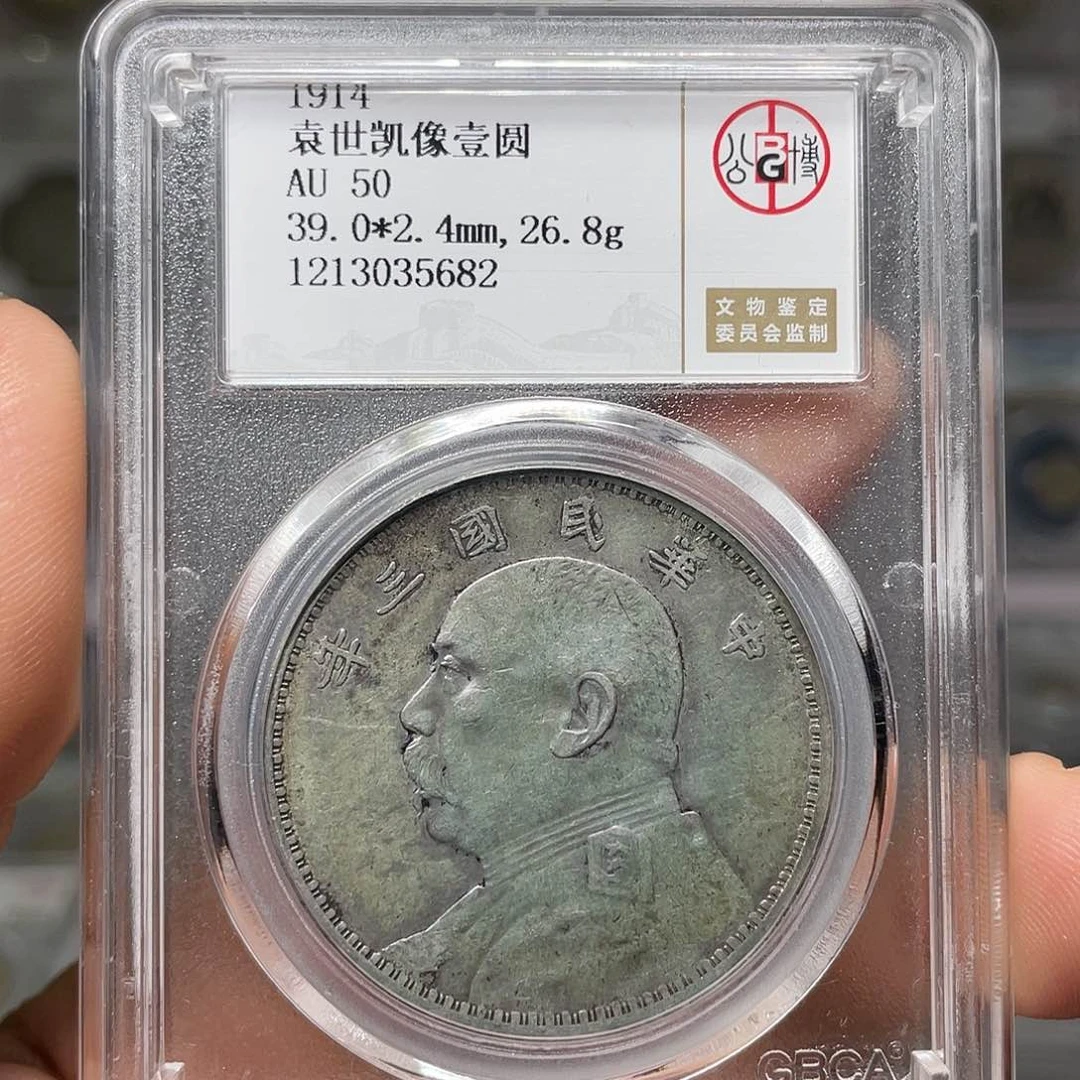 1914
袁世凯像壹圆
AU 50
39.0*2.4mm,26.8g
1213035682
公 BG 博
文物鉴定
委员会监制
中華民國三年
GBCA